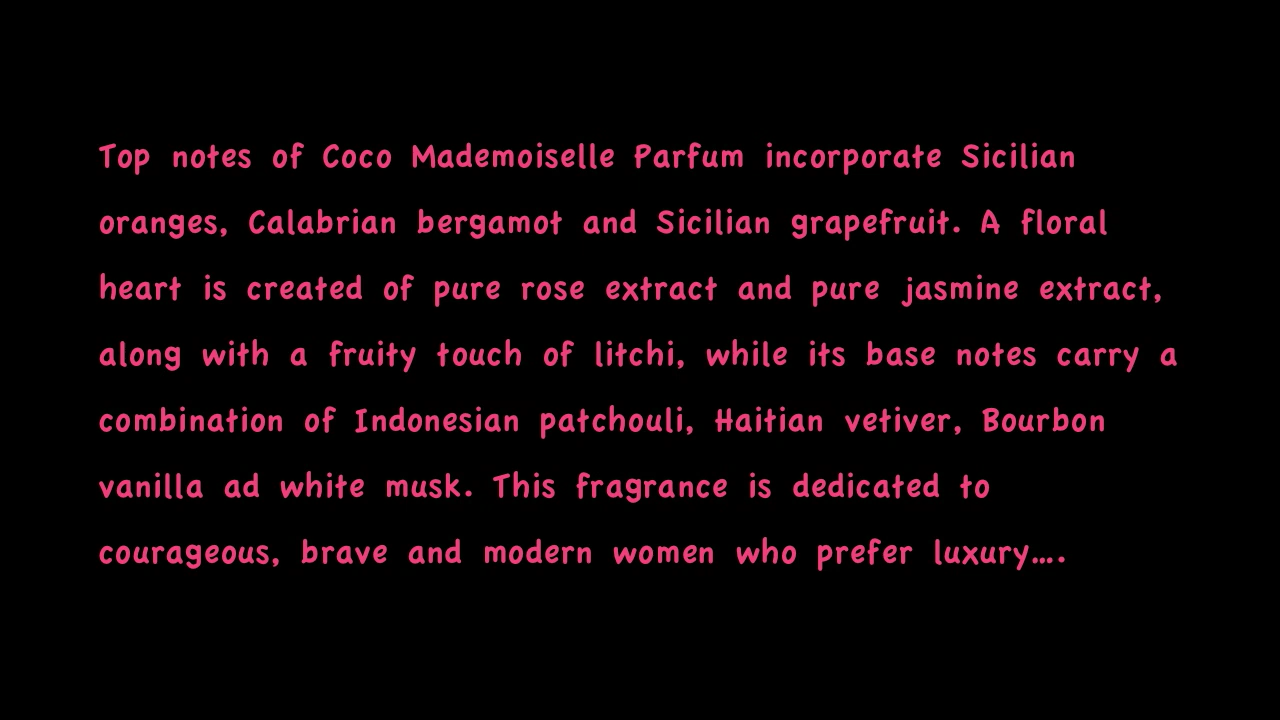 Top notes of Coco Mademoiselle Parfum incorporate Sicilian
oranges, Calabrian bergamot and Sicilian grapefruit. A floral
heart is created of pure rose extract and pure jasmine extract,
along with a fruity touch of litchi, while its base notes carry a
combination of Indonesian patchouli, Haitian vetiver, Bourbon
vanilla ad white musk. This fragrance is dedicated to
courageous, brave and modern women who prefer luxury….